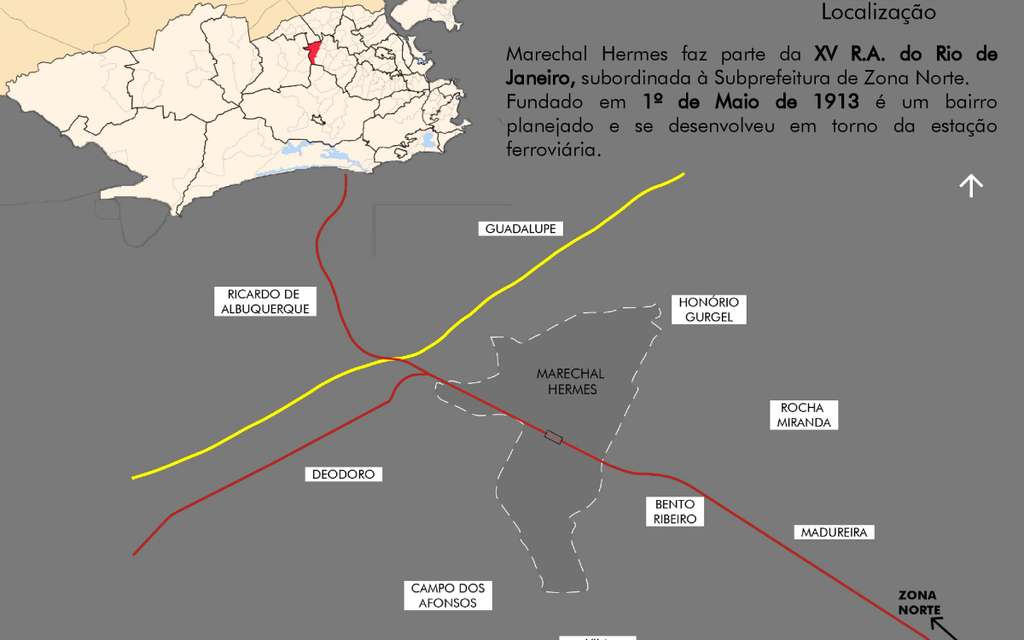 Localização
Marechal Hermes faz parte da XV R.A. do Rio de
Janeiro, subordinada à Subprefeitura de Zona Norte.
Fundado em 1º de Maio de 1913 é um bairro
planejado e se desenvolveu em torno da estação
ferroviária.
GUADALUPE
RICARDO DE
ALBUQUERQUE
HONÓRIO
GURGEL
MARECHAL
HERMES
ROCHA
MIRANDA
DEODORO
BENTO
RIBEIRO
MADUREIRA
CAMPO DOS
AFONSOS
ZONA
NORTE